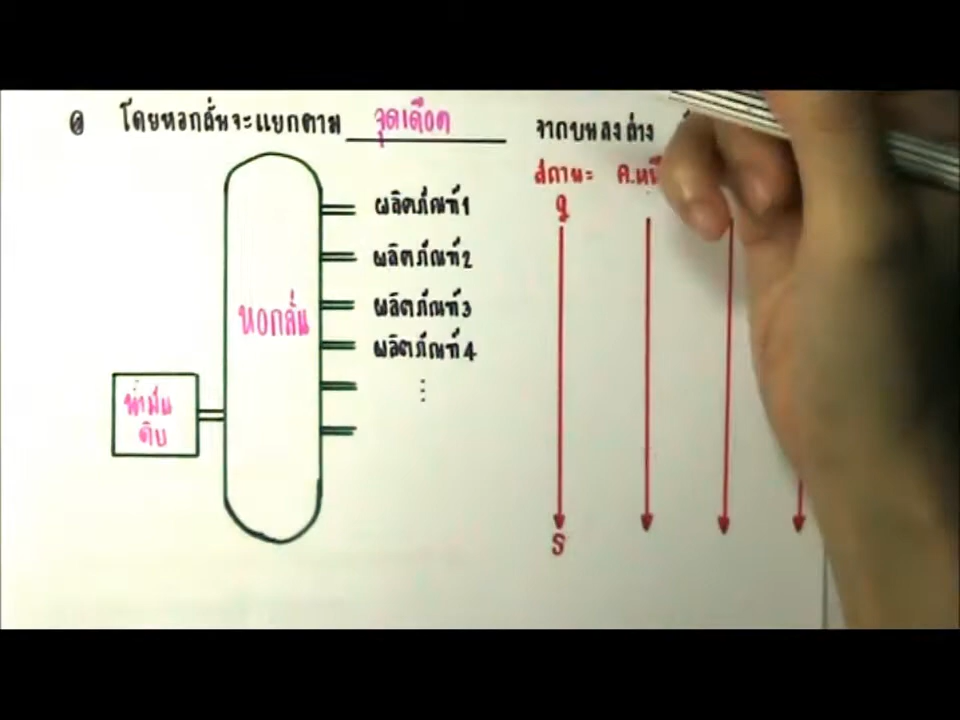 โดยหอกลั่นจะแยกตาม จุดเดือด จากบนลงล่าง
สถานะ ค.หนื
g
ผลิตภัณฑ์1
ผลิตภัณฑ์2
ผลิตภัณฑ์3
หอกลั่น
ผลิตภัณฑ์4
น้ำมัน
ดิบ
S